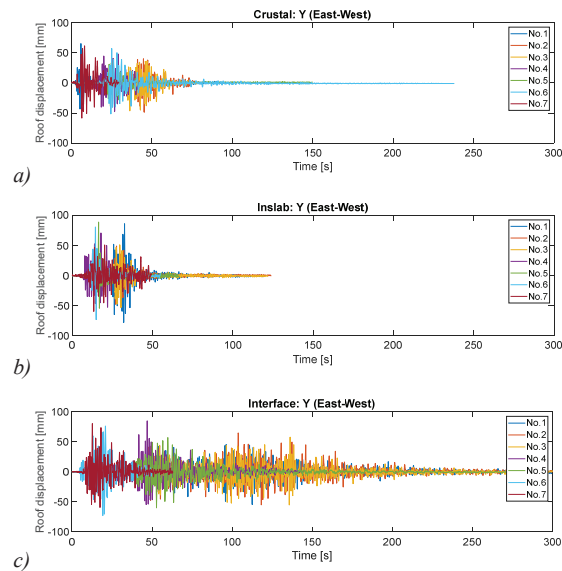 Crustal: Y (East-West)
Roof displacement [mm]
100
50
0
-50
-100
0 50 100 150 200 250 300
Time [s]
No.1
No.2
No.3
No.4
No.5
No.6
No.7
a)
Inslab: Y (East-West)
Roof displacement [mm]
100
50
0
-50
-100
0 50 100 150 200 250 300
Time [s]
No.1
No.2
No.3
No.4
No.5
No.6
No.7
b)
Interface: Y (East-West)
Roof displacement [mm]
100
50
0
-50
-100
0 50 100 150 200 250 300
Time [s]
No.1
No.2
No.3
No.4
No.5
No.6
No.7
c)